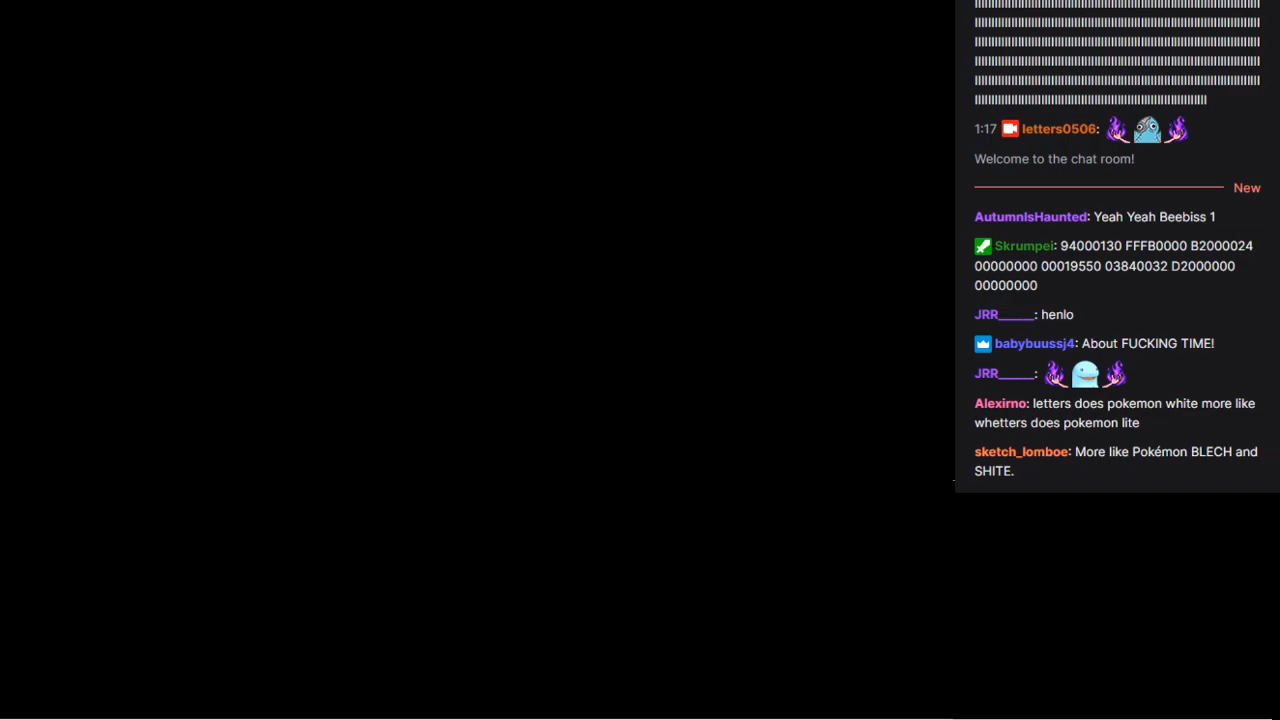 1:17 letters0506:
Welcome to the chat room!
New
AutumnIsHaunted: Yeah Yeah Beebiss 1
Skrumpei: 94000130 FFFB0000 B2000024
00000000 00019550 03840032 D2000000
00000000
JRR_____: henlo
babybuussj4: About FUCKING TIME!
JRR_____:
Alexirno: letters does pokemon white more like
whetters does pokemon lite
sketch_lomboe: More like Pokémon BLECH and
SHITE.